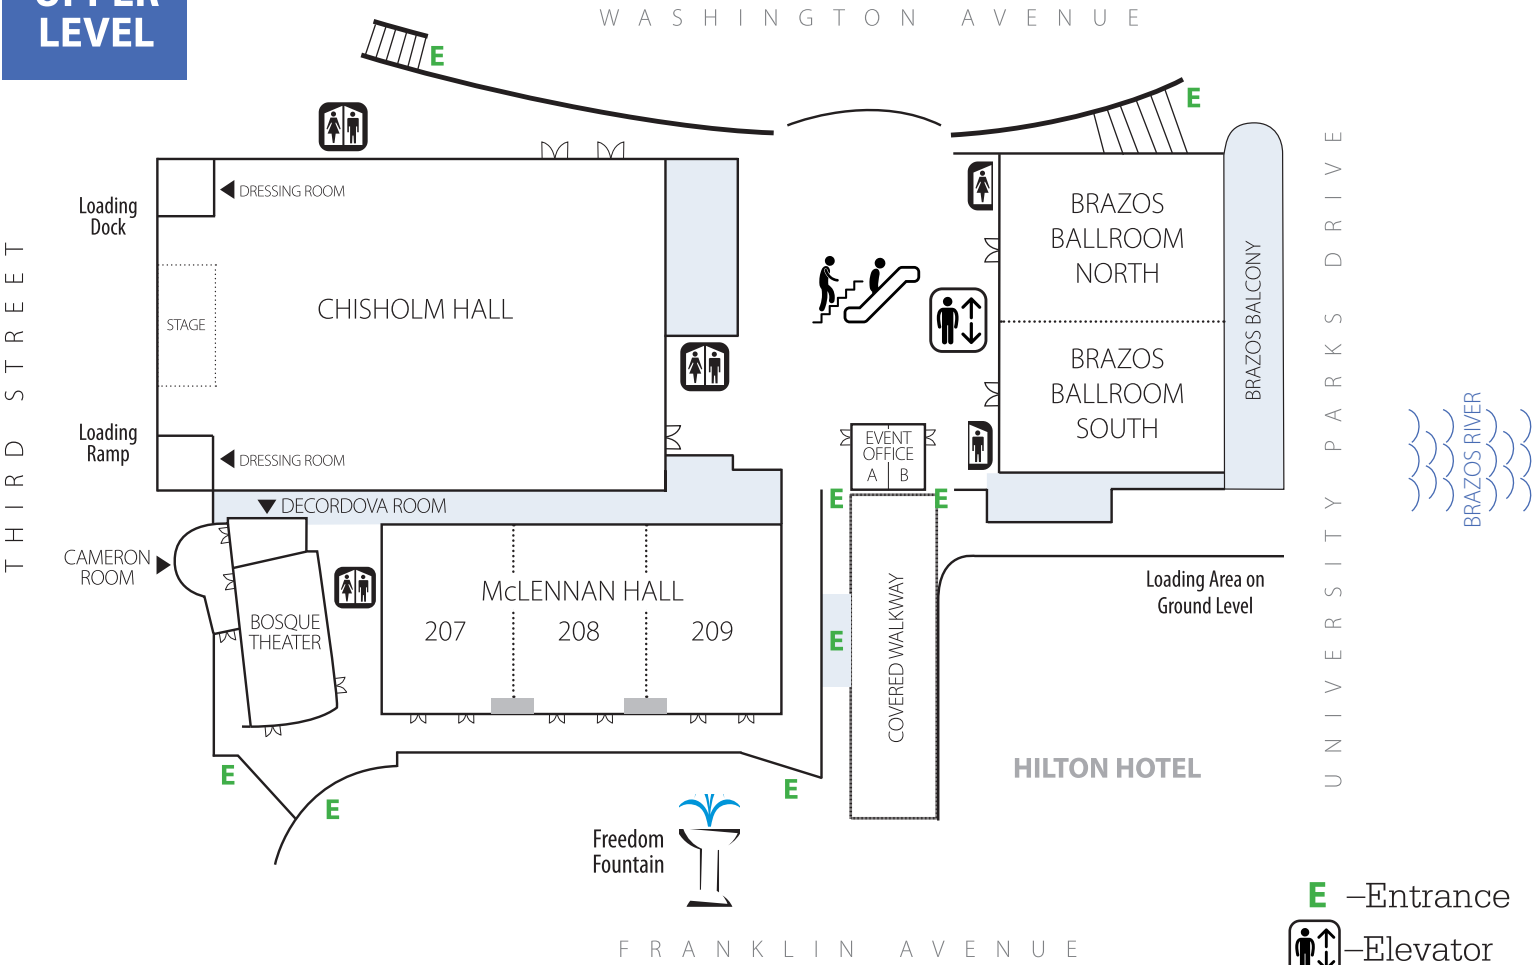 UPPER
LEVEL
WASHINGTON AVENUE
E
E
DRESSING ROOM
Loading
Dock
THIRD STREET
STAGE
CHISHOLM HALL
BRAZOS
BALLROOM
NORTH
BRAZOS
BALLROOM
SOUTH
BRAZOS BALCONY
UNIVERSITY PARKS DRIVE
BRAZOS RIVER
Loading
Ramp
DRESSING ROOM
EVENT
OFFICE
A B
E
E
DECORDOVA ROOM
CAMERON
ROOM
BOSQUE
THEATER
McLENNAN HALL
207
208
209
E
COVERED WALKWAY
Loading Area on
Ground Level
HILTON HOTEL
E
E
E
Freedom
Fountain
FRANKLIN AVENUE
E –Entrance
–Elevator